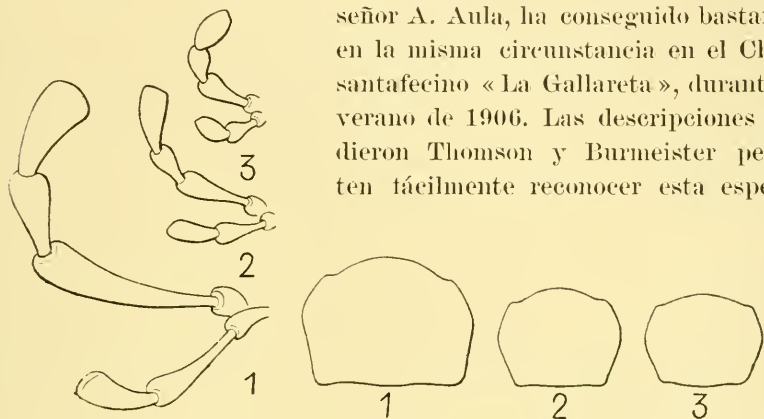 señor A. Aula, ha conseguido basta
en la misma circunstancia en el Ch
santafecino « La Gallareta », durant
verano de 1906. Las descripciones
dieron Thomson y Burmeister pe
ten fácilmente reconocer esta espe
3
2
1
1 2 3